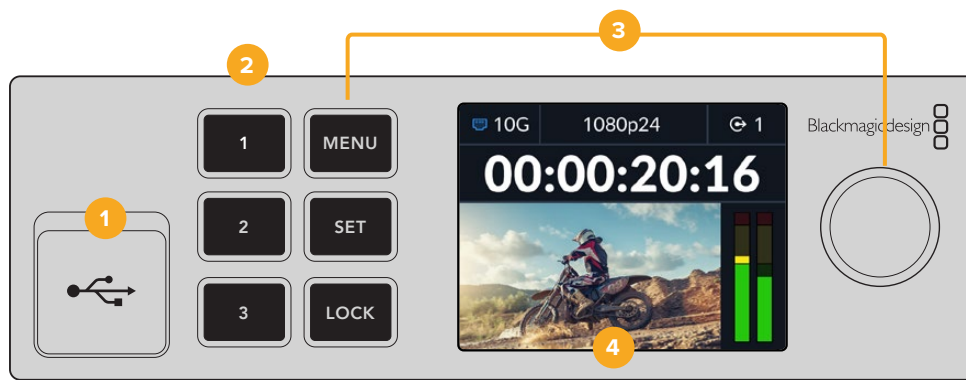 3
2
10G 1080p24 1
Blackmagicdesign
1 MENU
00:00:20:16
1
2 SET
3 LOCK
4